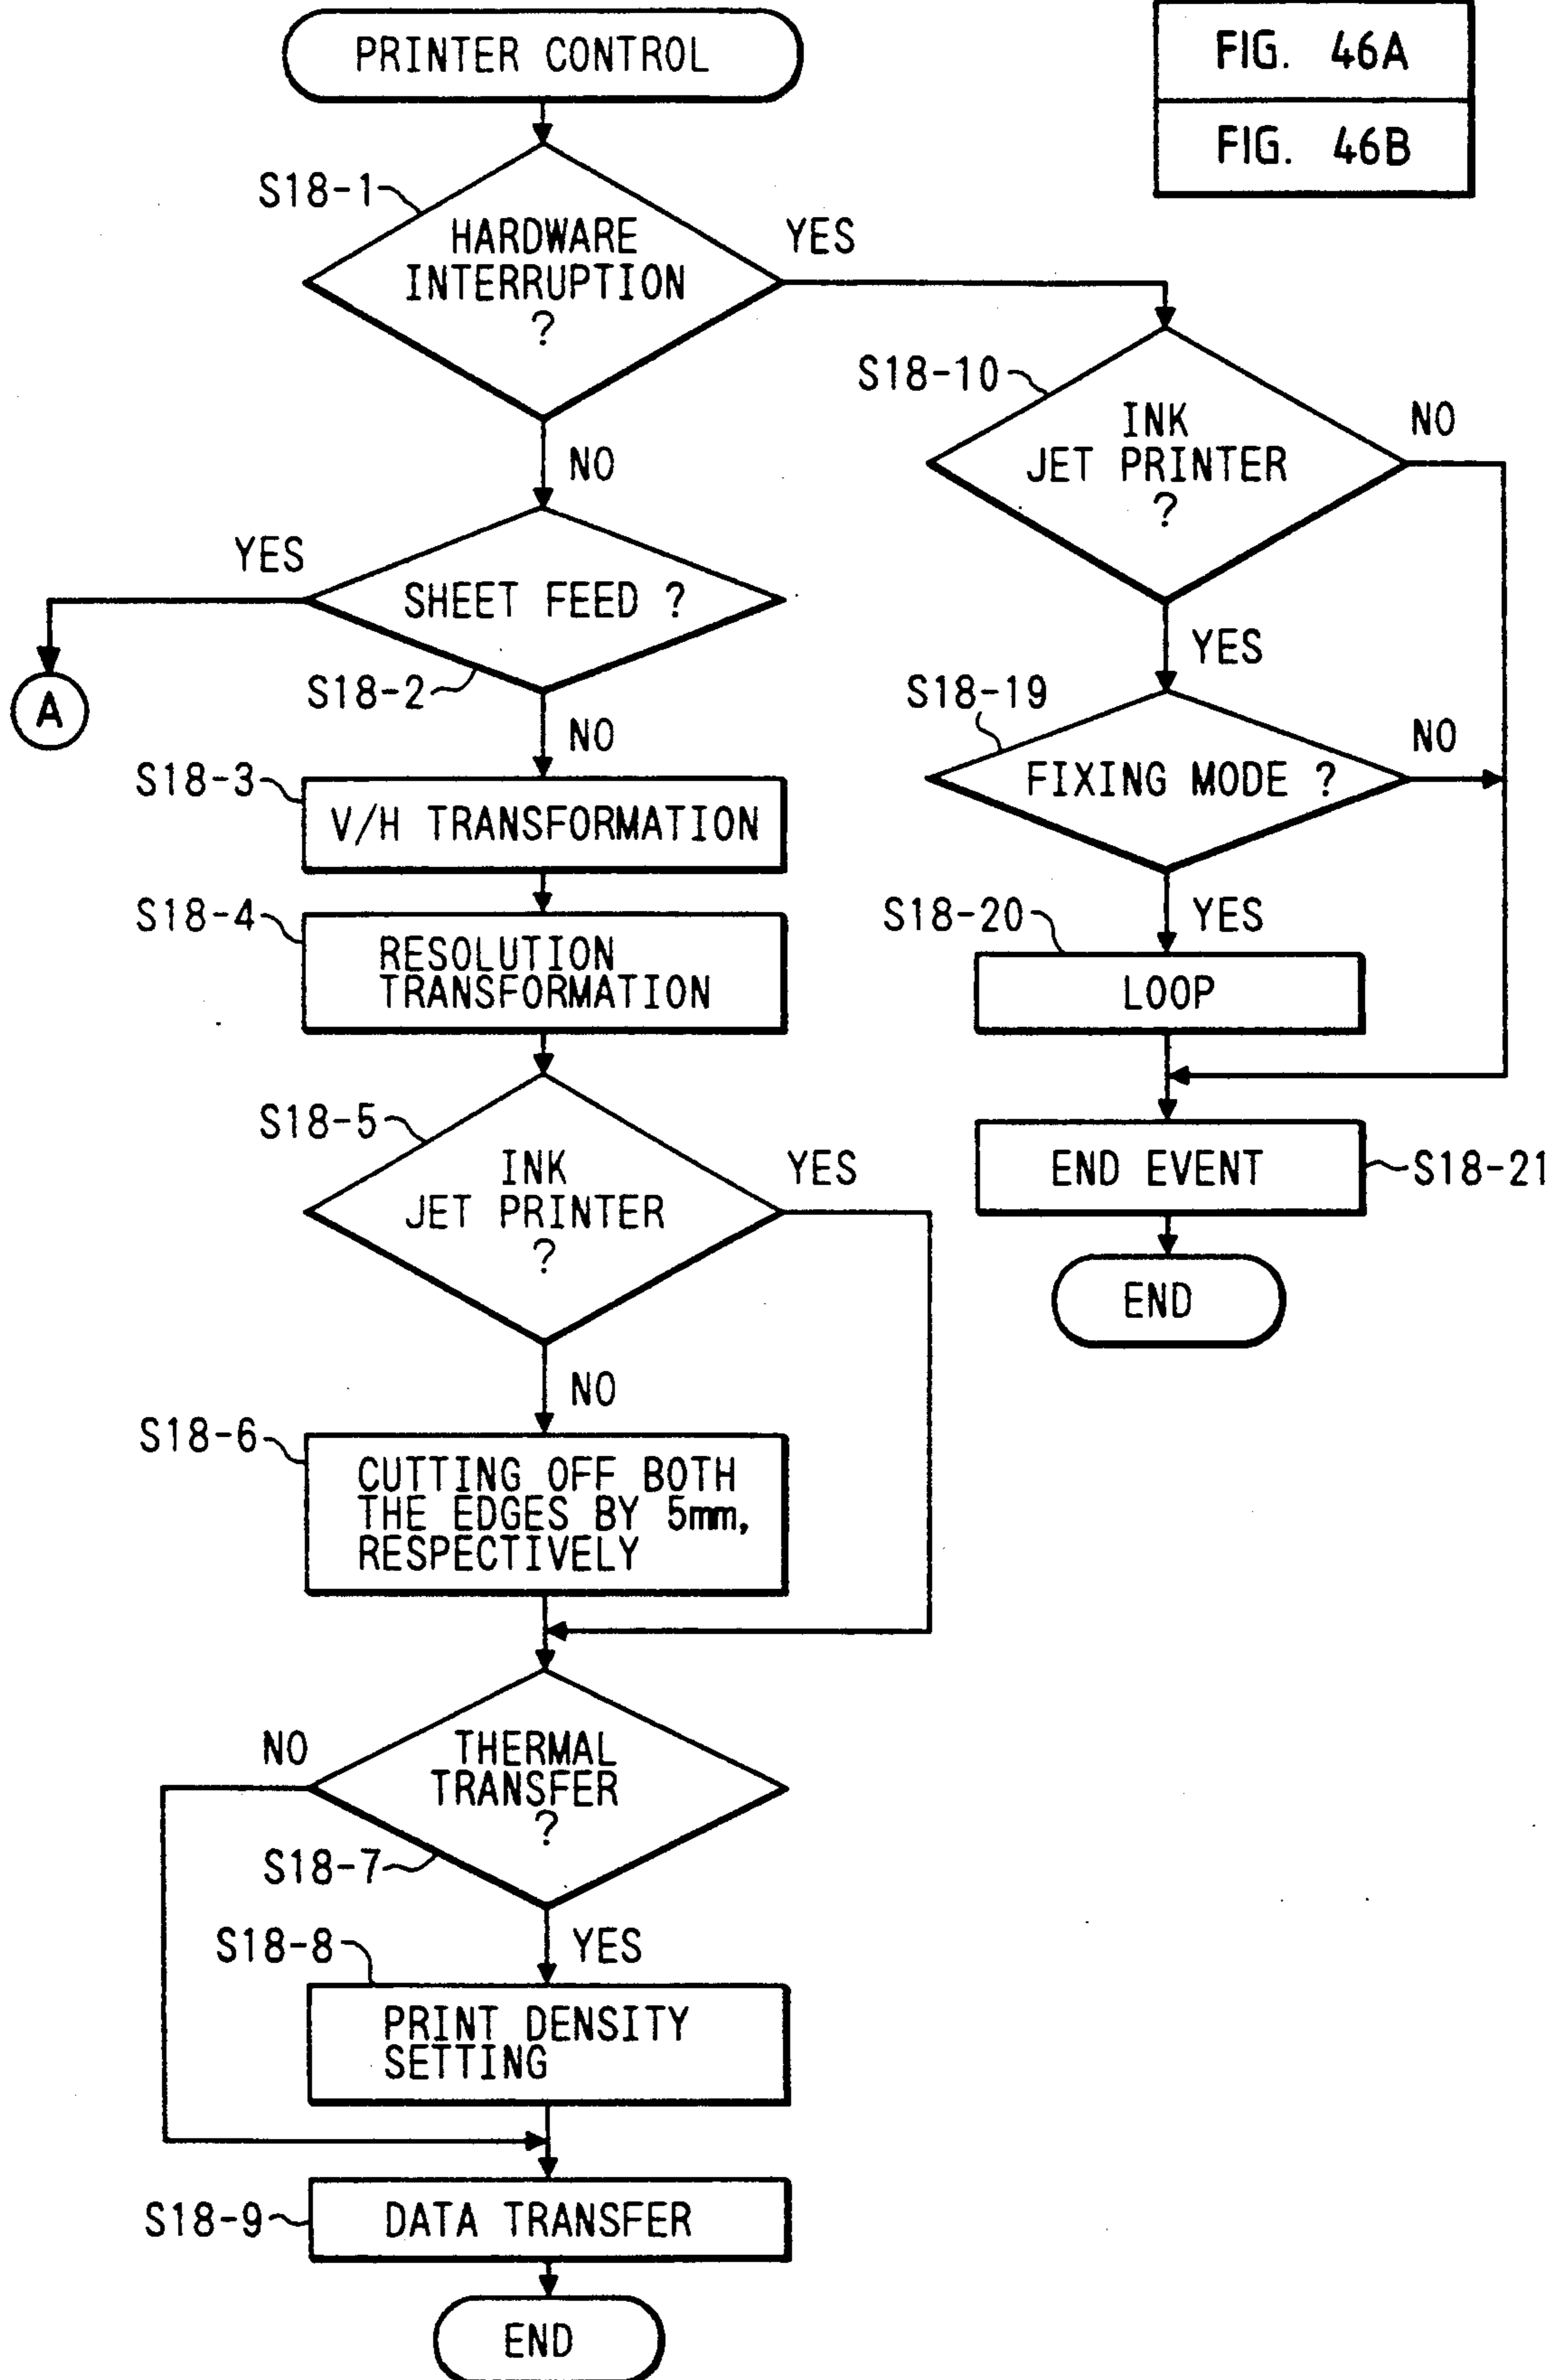 PRINTER CONTROL
FIG. 46A
FIG. 46B
S18-1
HARDWARE
INTERRUPTION
?
YES
NO
S18-10
INK
JET PRINTER
?
NO
YES
YES
SHEET FEED ?
S18-2
A
NO
S18-19
FIXING MODE ?
NO
YES
S18-3
V/H TRANSFORMATION
S18-4
RESOLUTION
TRANSFORMATION
S18-20
LOOP
S18-5
INK
JET PRINTER
?
YES
NO
END EVENT
S18-21
END
S18-6
CUTTING OFF BOTH
THE EDGES BY 5mm,
RESPECTIVELY
NO
THERMAL
TRANSFER
?
S18-7
YES
S18-8
PRINT DENSITY
SETTING
S18-9
DATA TRANSFER
END